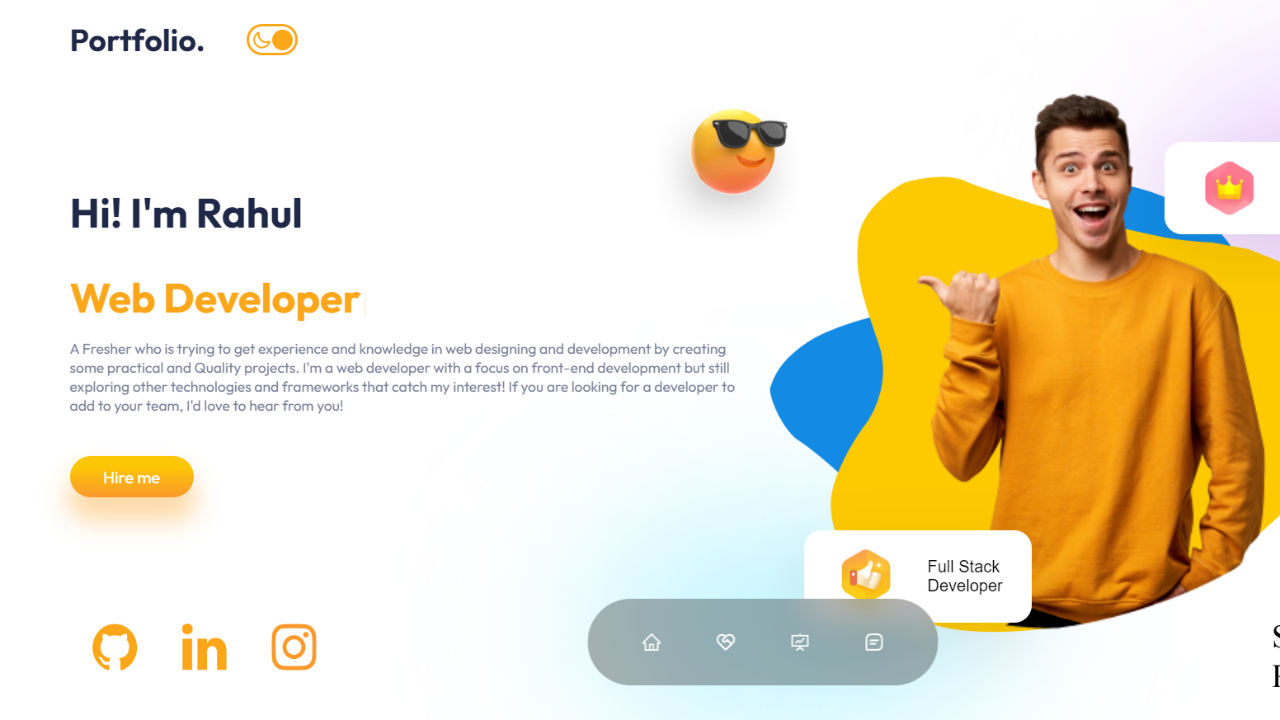 Portfolio.
Hi! I'm Rahul
Web Developer
A Fresher who is trying to get experience and knowledge in web designing and development by creating
some practical and Quality projects. I'm a web developer with a focus on front-end development but still
exploring other technologies and frameworks that catch my interest! If you are looking for a developer to
add to your team, I'd love to hear from you!
Hire me
Full Stack
Developer
in